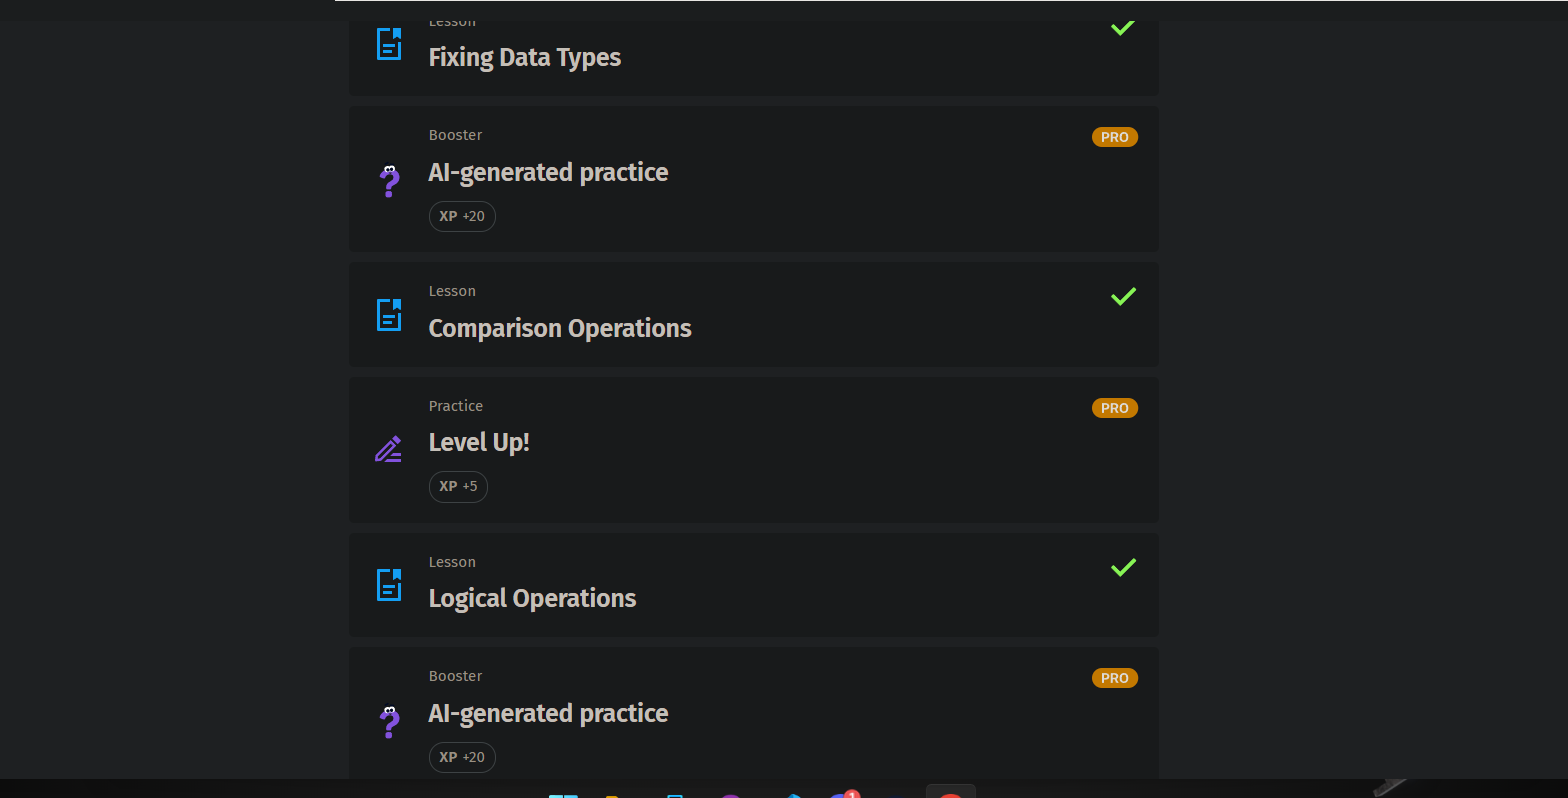 Lesson
Fixing Data Types
Booster
PRO
AI-generated practice
XP +20
Lesson
Comparison Operations
Practice
PRO
Level Up!
XP +5
Lesson
Logical Operations
Booster
PRO
AI-generated practice
XP +20
1